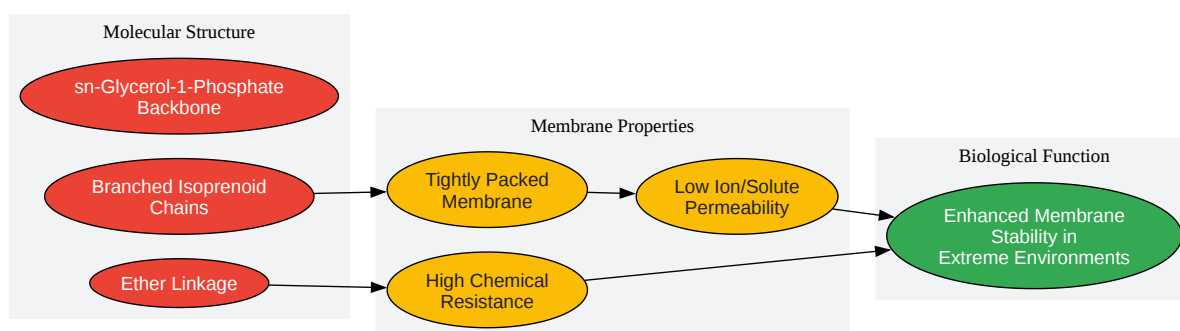 Molecular Structure
sn-Glycerol-1-Phosphate
Backbone
Branched Isoprenoid
Chains
Ether Linkage
Membrane Properties
Tightly Packed
Membrane
Low Ion/Solute
Permeability
High Chemical
Resistance
Biological Function
Enhanced Membrane
Stability in
Extreme Environments